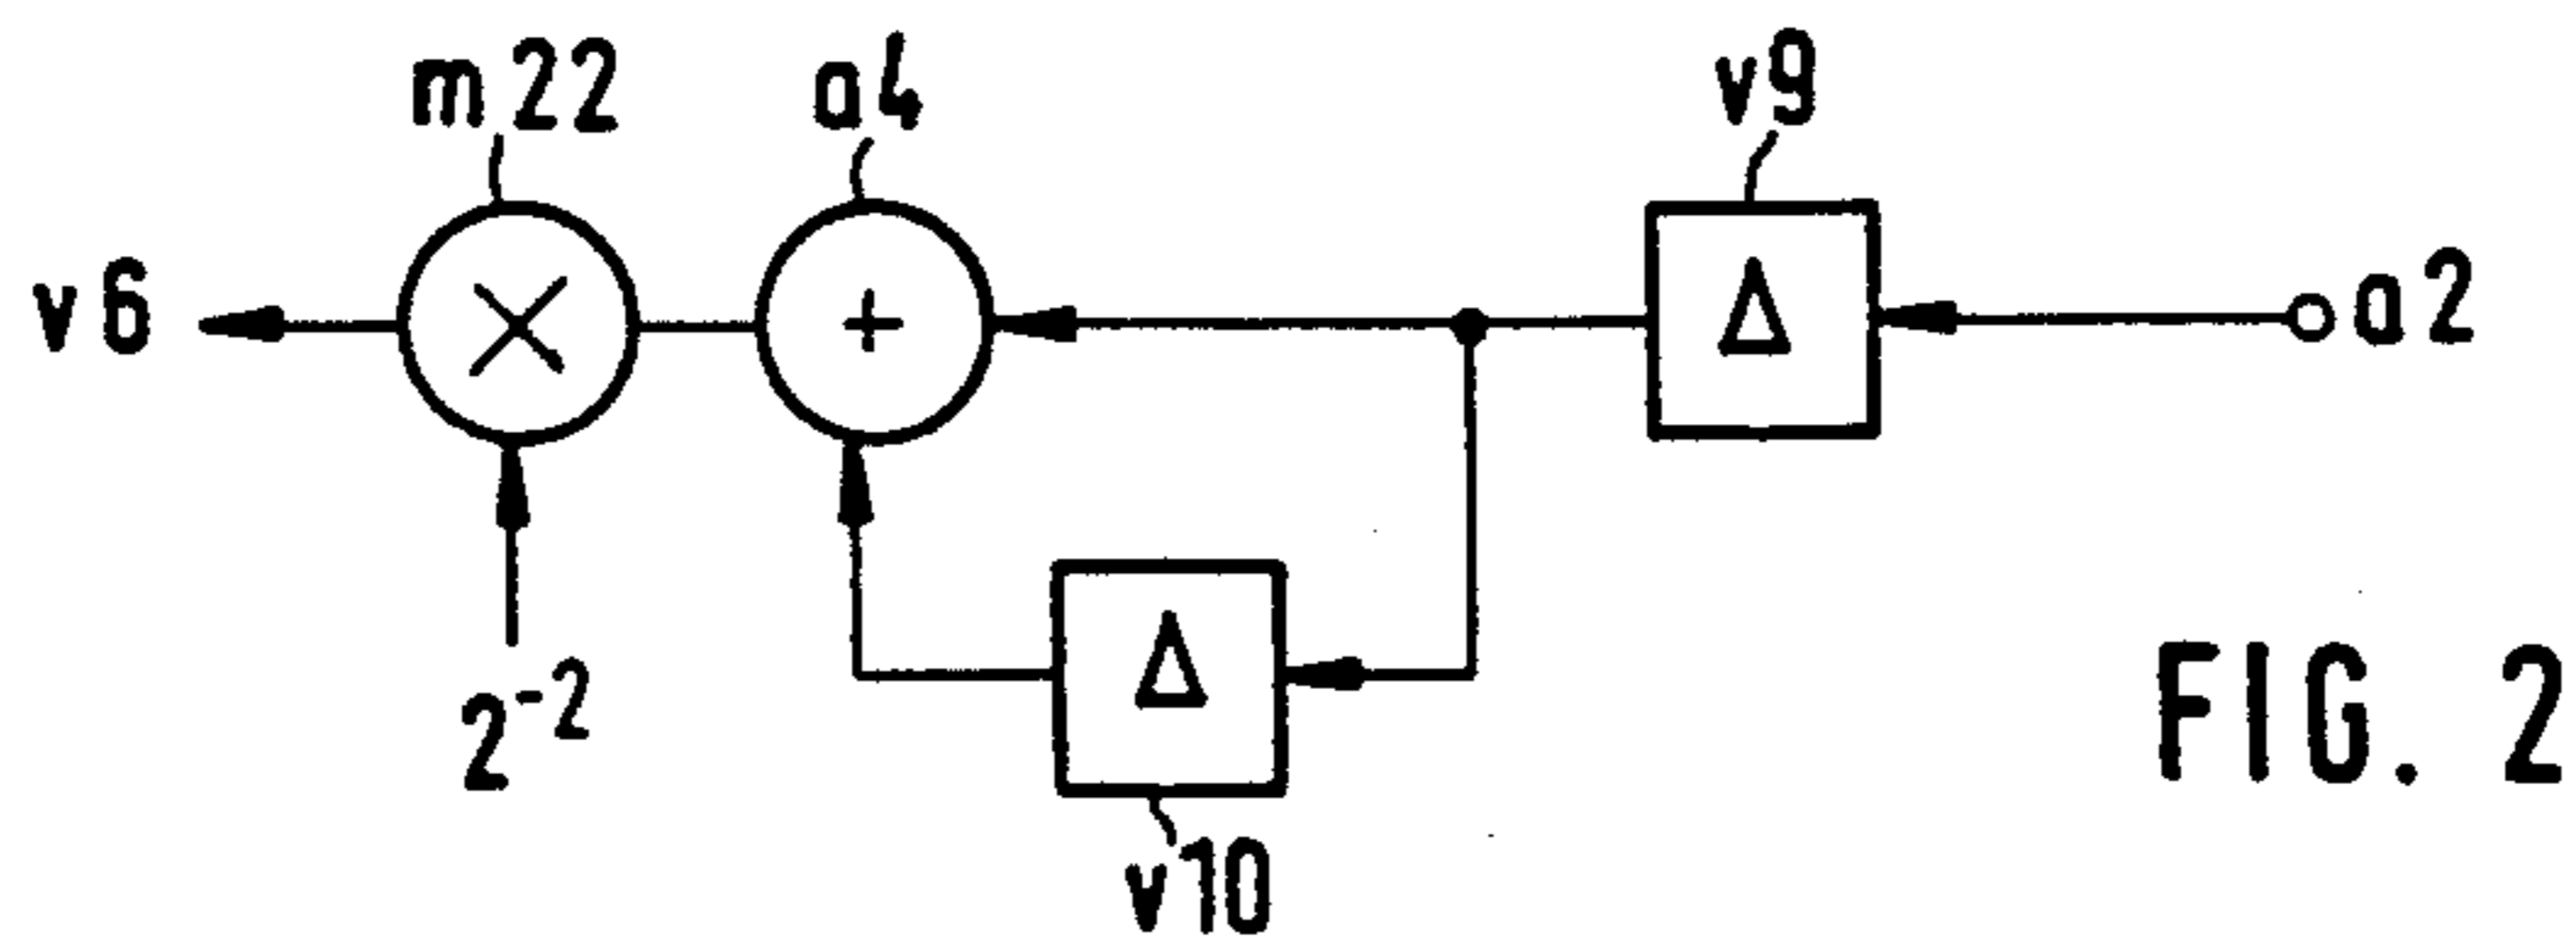 m22 a4 v9
v6 × + Δ a2
Δ
2⁻²
FIG. 2
v10